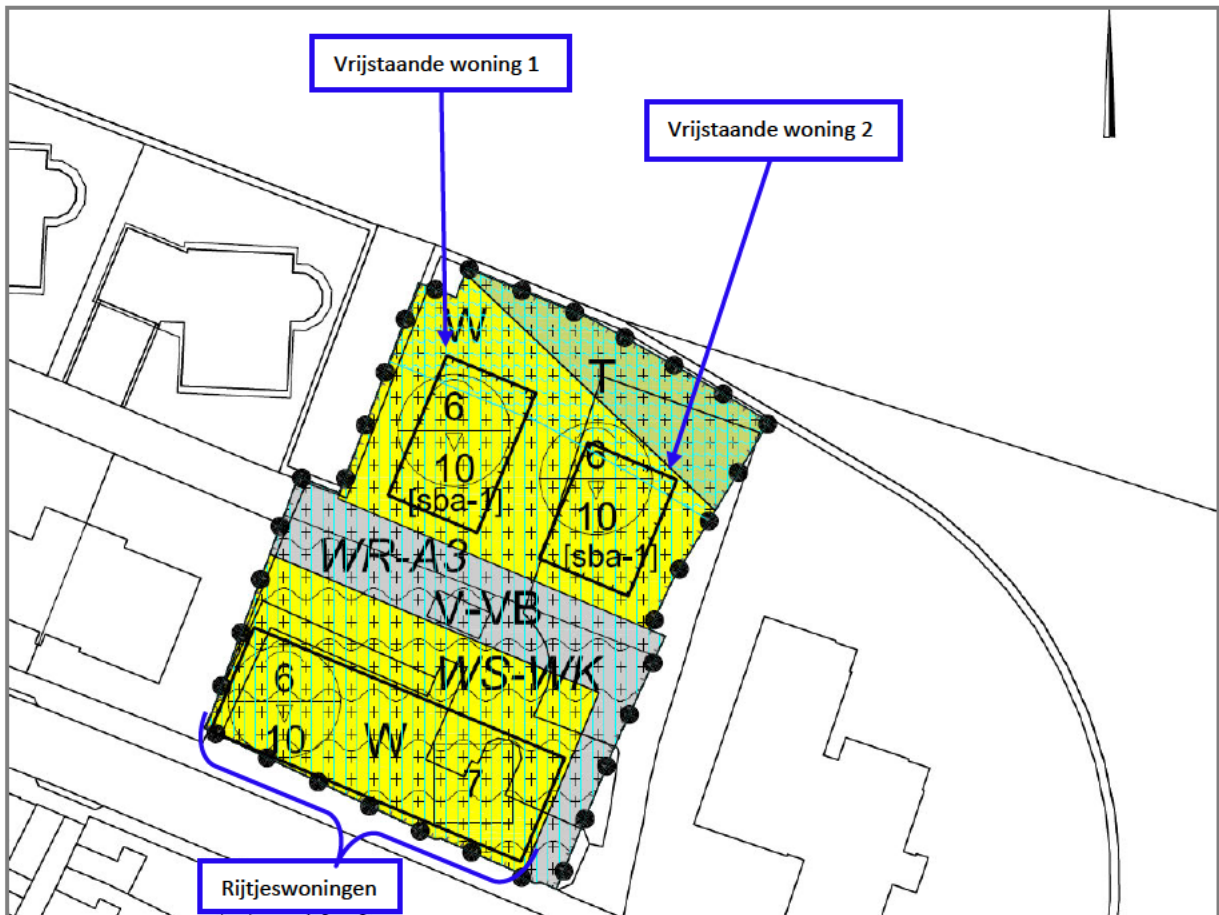 Vrijstaande woning 1
Vrijstaande woning 2
W
T
6
10
[sba-1]
6
10
[sba-1]
WR-A3
V-VB
WS-WK
6
10
W
7
Rijtjeswoningen